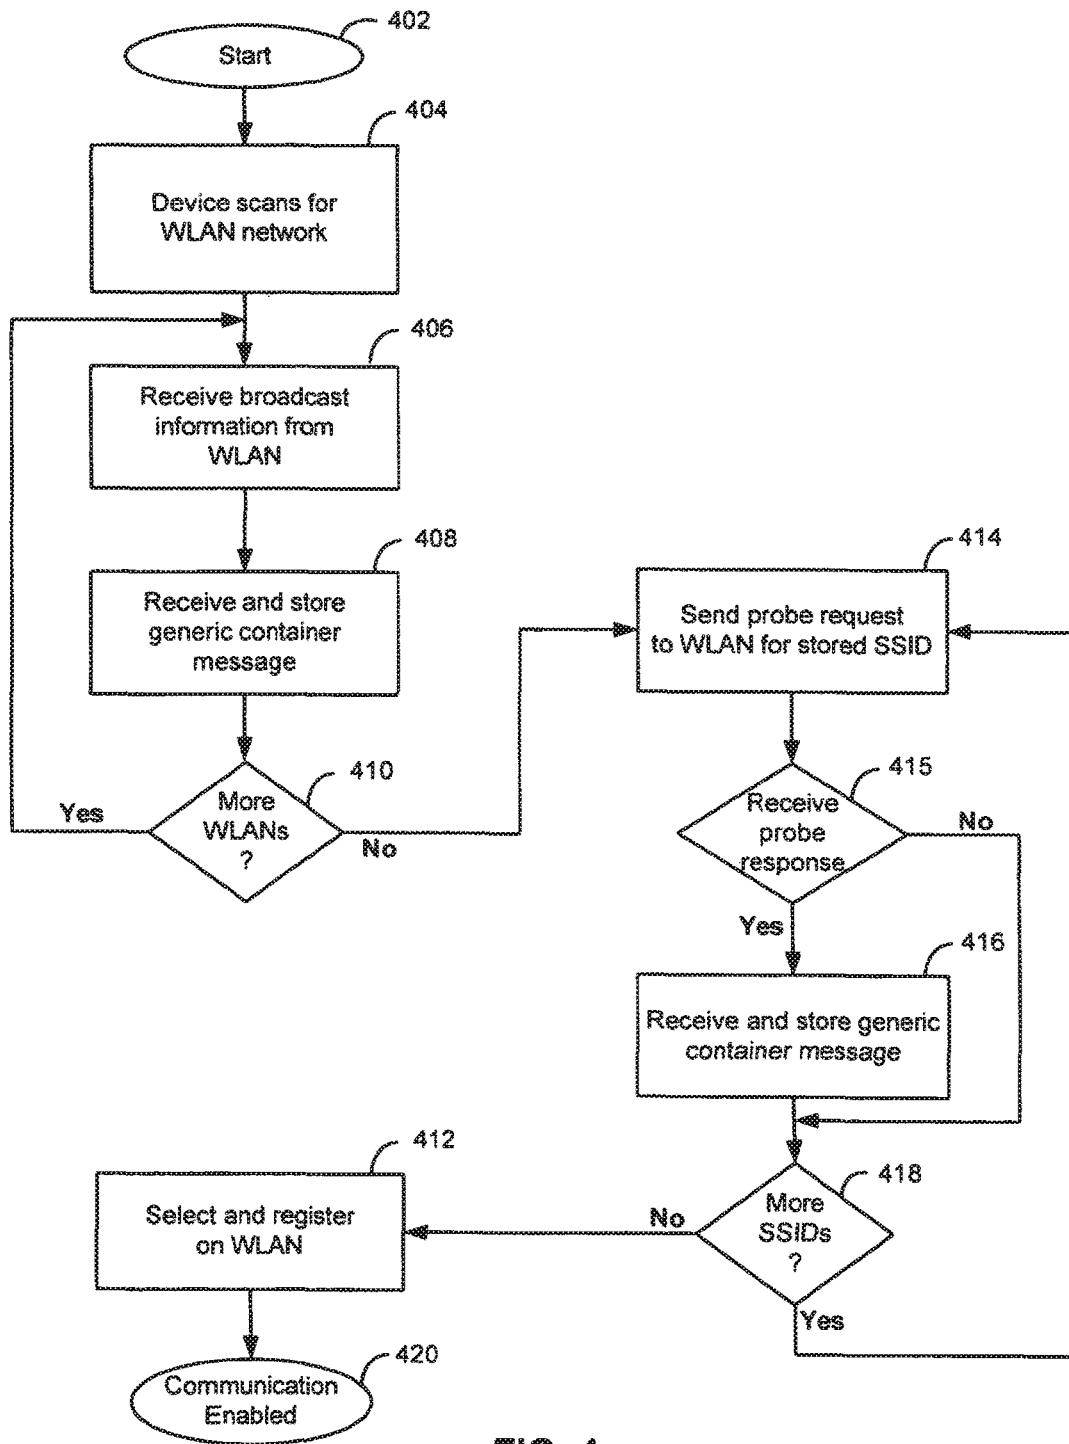 402
Start
404
Device scans for
WLAN network
406
Receive broadcast
information from
WLAN
408
Receive and store
generic container
message
410
More
WLANs
?
Yes
No
414
Send probe request
to WLAN for stored SSID
415
Receive
probe
response
No
Yes
416
Receive and store generic
container message
418
More
SSIDs
?
No
Yes
412
Select and register
on WLAN
420
Communication
Enabled